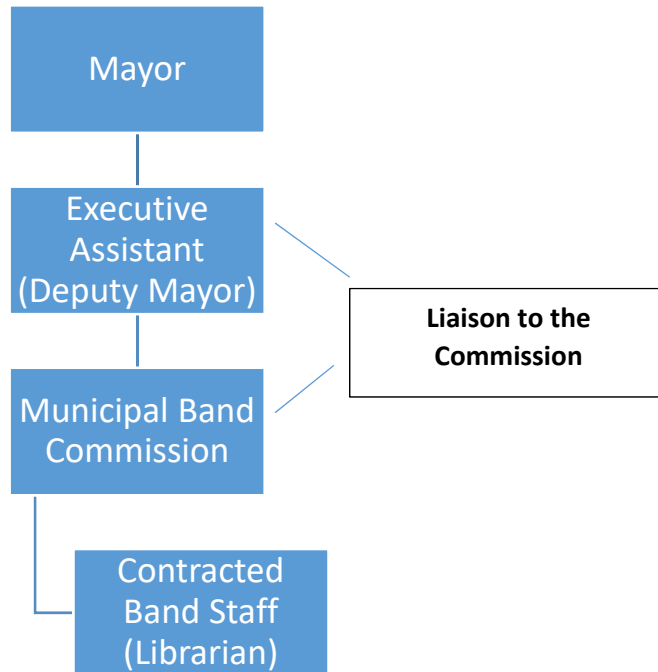 Mayor
Executive
Assistant
(Deputy Mayor)
Liaison to the
Commission
Municipal Band
Commission
Contracted
Band Staff
(Librarian)